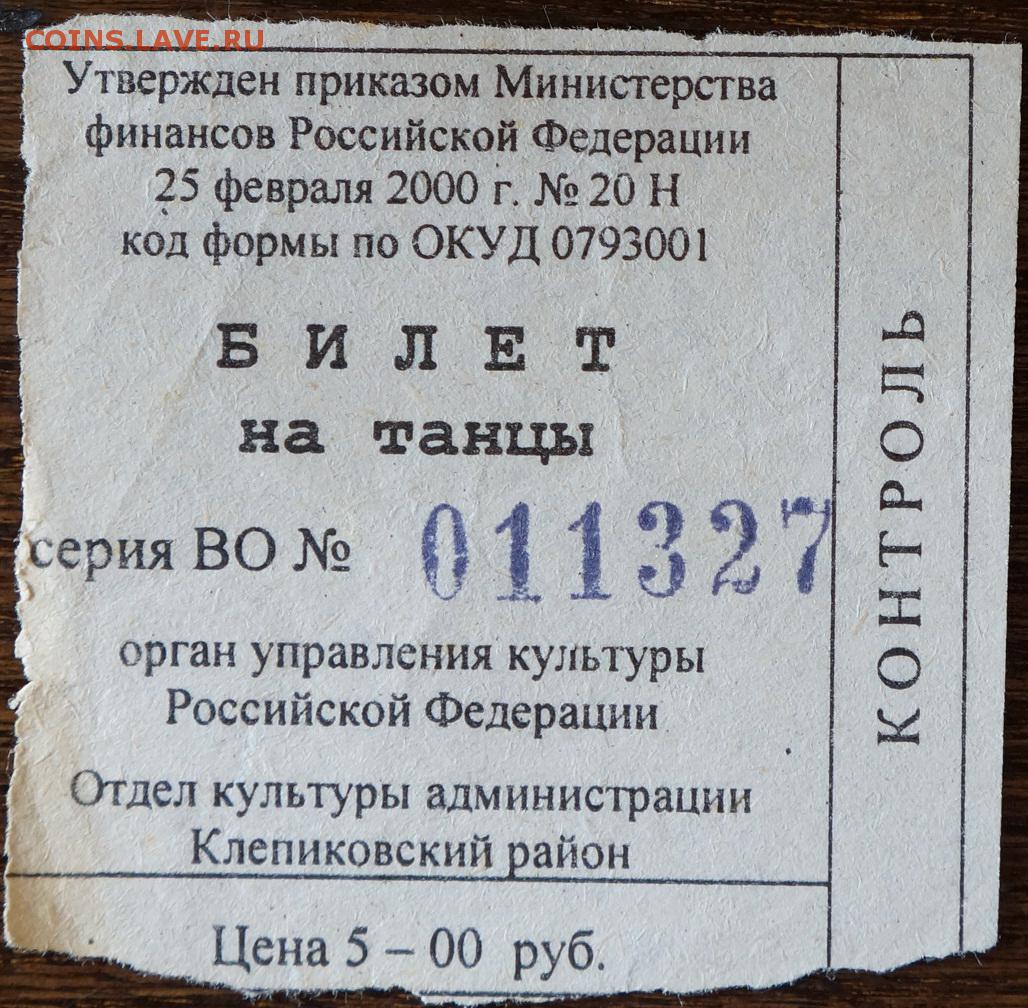 COINS.LAVE.RU
Утвержден приказом Министерства
финансов Российской Федерации
25 февраля 2000 г. № 20 Н
код формы по ОКУД 0793001
БИЛЕТ
на танцы
серия ВО № 011327
орган управления культуры
Российской Федерации
Отдел культуры администрации
Клепиковский район
Цена 5 – 00 руб.
КОНТРОЛЬ